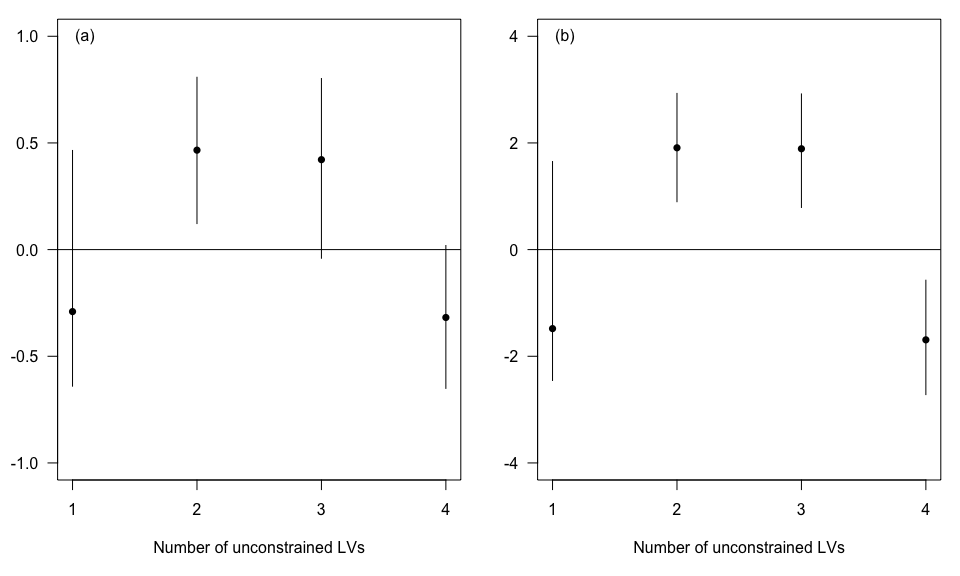 (a)
1.0
0.5
0.0
-0.5
-1.0
1 2 3 4
Number of unconstrained LVs
(b)
4
2
0
-2
-4
1 2 3 4
Number of unconstrained LVs